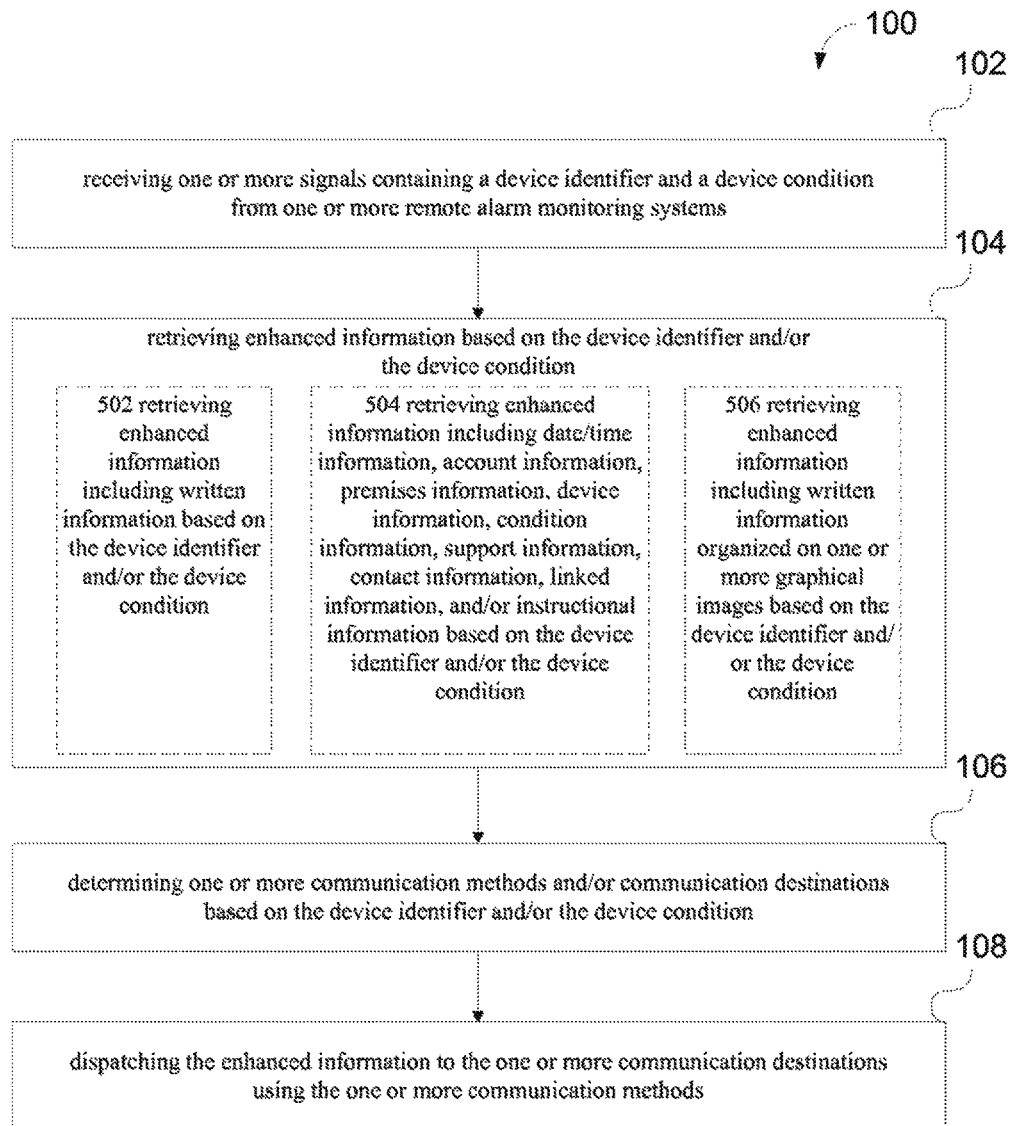 100
102
receiving one or more signals containing a device identifier and a device condition
from one or more remote alarm monitoring systems
104
retrieving enhanced information based on the device identifier and/or
the device condition
502 retrieving
enhanced
information
including written
information based on
the device identifier
and/or the device
condition
504 retrieving enhanced
information including date/time
information, account information,
premises information, device
information, condition
information, support information,
contact information, linked
information, and/or instructional
information based on the device
identifier and/or the device
condition
506 retrieving
enhanced
information
including written
information
organized on one or
more graphical
images based on the
device identifier and/
or the device
condition
106
determining one or more communication methods and/or communication destinations
based on the device identifier and/or the device condition
108
dispatching the enhanced information to the one or more communication destinations
using the one or more communication methods